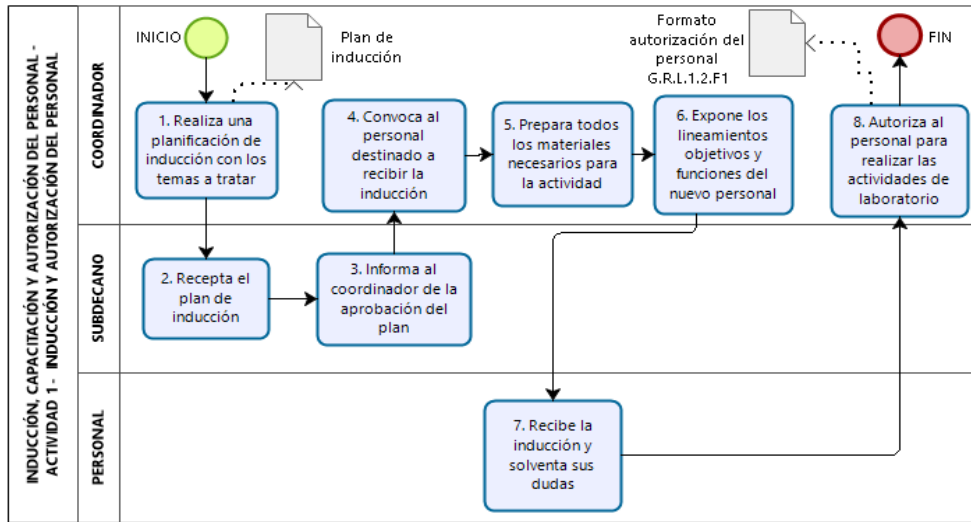 INDUCCIÓN, CAPACITACIÓN Y AUTORIZACIÓN DEL PERSONAL -
ACTIVIDAD 1 - INDUCCIÓN Y AUTORIZACIÓN DEL PERSONAL
COORDINADOR
INICIO
Plan de
inducción
1. Realiza una
planificación de
inducción con los
temas a tratar
4. Convoca al
personal
destinado a
recibir la
inducción
5. Prepara todos
los materiales
necesarios para
la actividad
6. Expone los
lineamientos
objetivos y
funciones del
nuevo personal
Formato
autorización del
personal
G.R.L.1.2.F1
FIN
8. Autoriza al
personal para
realizar las
actividades de
laboratorio
SUBDECANO
2. Recepta el
plan de
inducción
3. Informa al
coordinador de la
aprobación del
plan
PERSONAL
7. Recibe la
inducción y
solventa sus
dudas